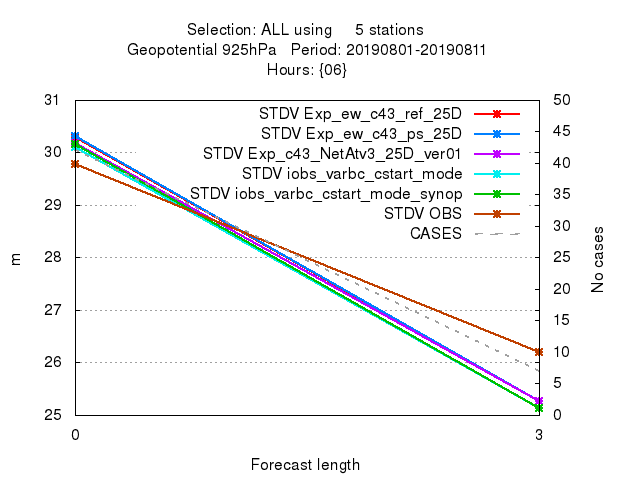 Selection: ALL using 5 stations
Geopotential 925hPa Period: 20190801-20190811
Hours: {06}
STDV Exp_ew_c43_ref_25D
STDV Exp_ew_c43_ps_25D
STDV Exp_c43_NetAtv3_25D_ver01
STDV iobs_varbc_cstart_mode
STDV iobs_varbc_cstart_mode_synop
STDV OBS
CASES
31
30
29
28
27
26
25
m
50
45
40
35
30
25
20
15
10
5
0
No cases
0 3
Forecast length